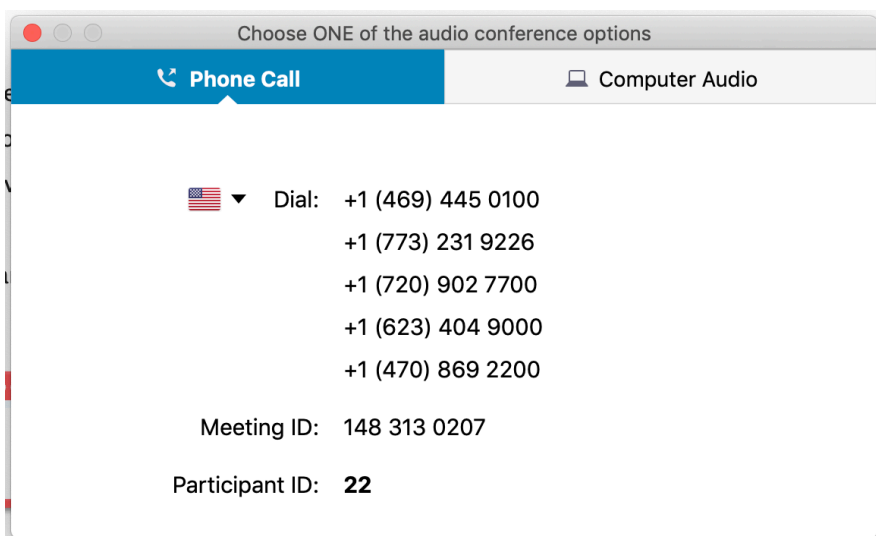 Choose ONE of the audio conference options
Phone Call Computer Audio
Dial: +1 (469) 445 0100
+1 (773) 231 9226
+1 (720) 902 7700
+1 (623) 404 9000
+1 (470) 869 2200
Meeting ID: 148 313 0207
Participant ID: 22